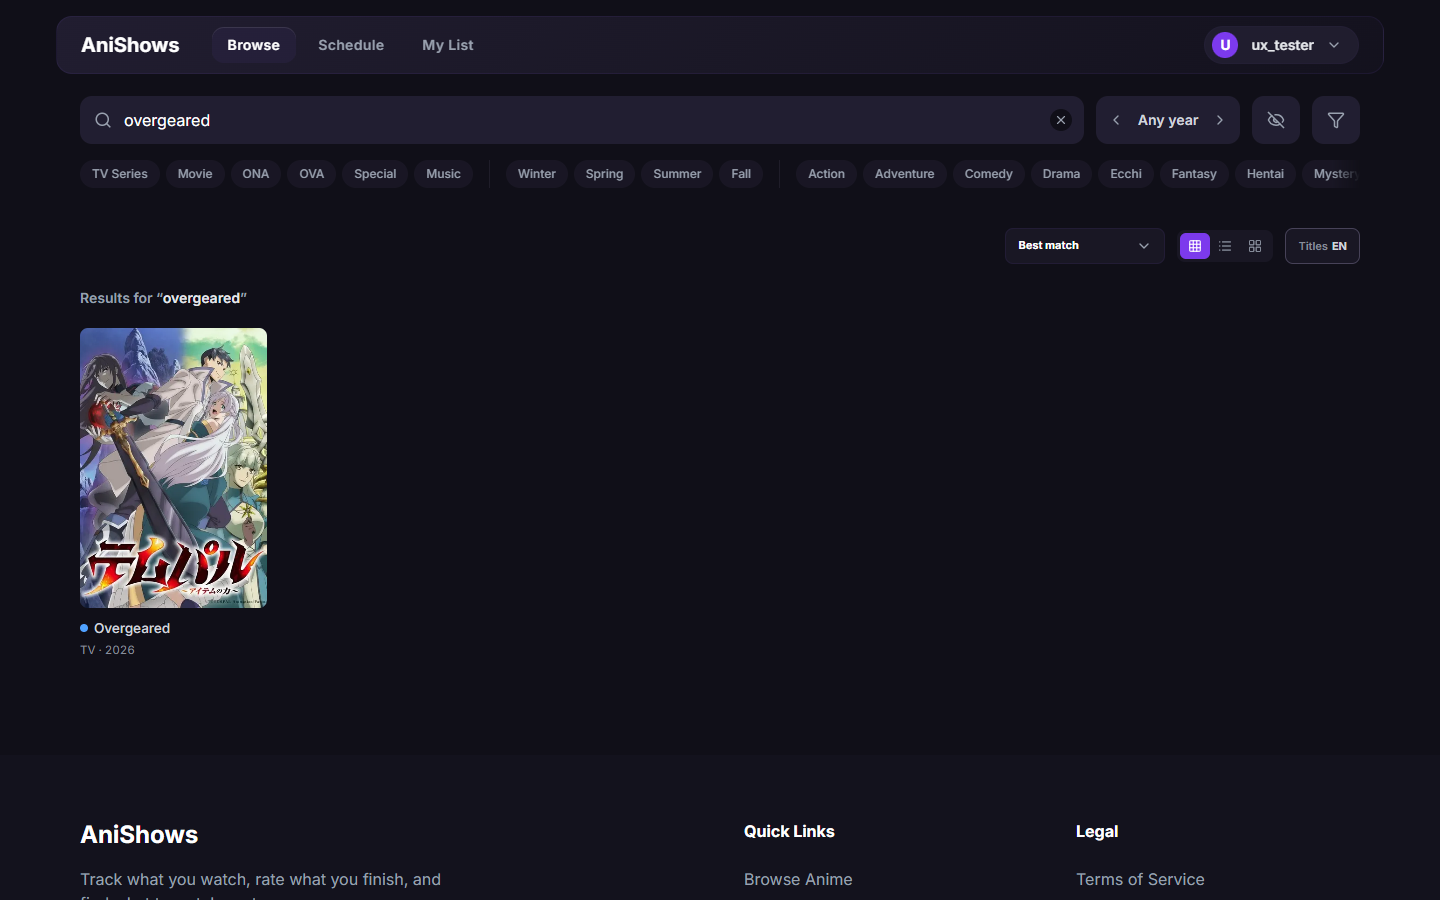 AniShows
Browse
Schedule
My List
U
ux_tester
overgeared
Any year
TV Series
Movie
ONA
OVA
Special
Music
Winter
Spring
Summer
Fall
Action
Adventure
Comedy
Drama
Ecchi
Fantasy
Hentai
Myster
Best match
Titles EN
Results for “overgeared”
テムパル
～アイテムの力～
Overgeared
TV · 2026
AniShows
Quick Links
Legal
Track what you watch, rate what you finish, and
Browse Anime
Terms of Service